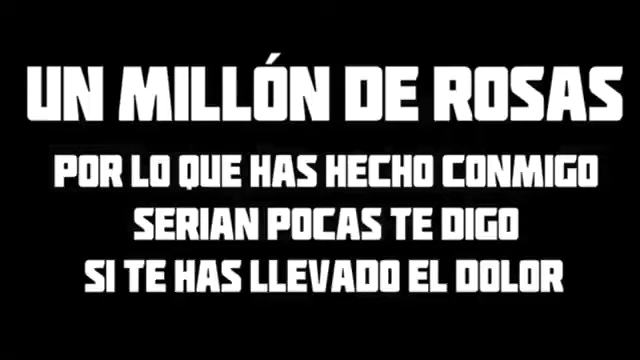 UN MILLÓN DE ROSAS
POR LO QUE HAS HECHO CONMIGO
SERIAN POCAS TE DIGO
SI TE HAS LLEVADO EL DOLOR